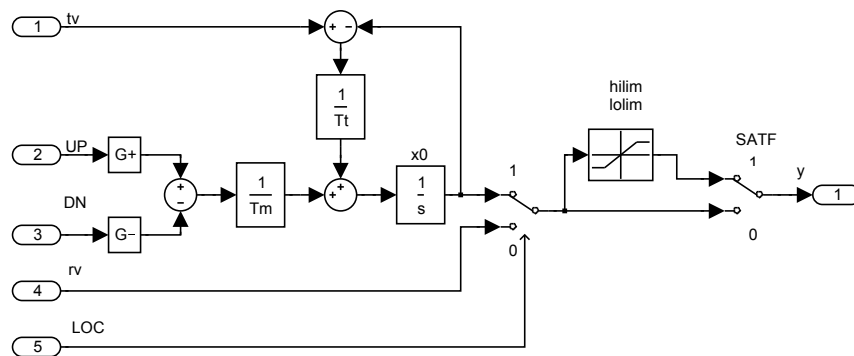 1 tv + −
1
Tt
hilim
lolim
2 UP G+ x0 SATF
+
−
1
Tm
+ +
1
s
1
1
y
1
DN
3 G−
0
0
rv
4
LOC
5